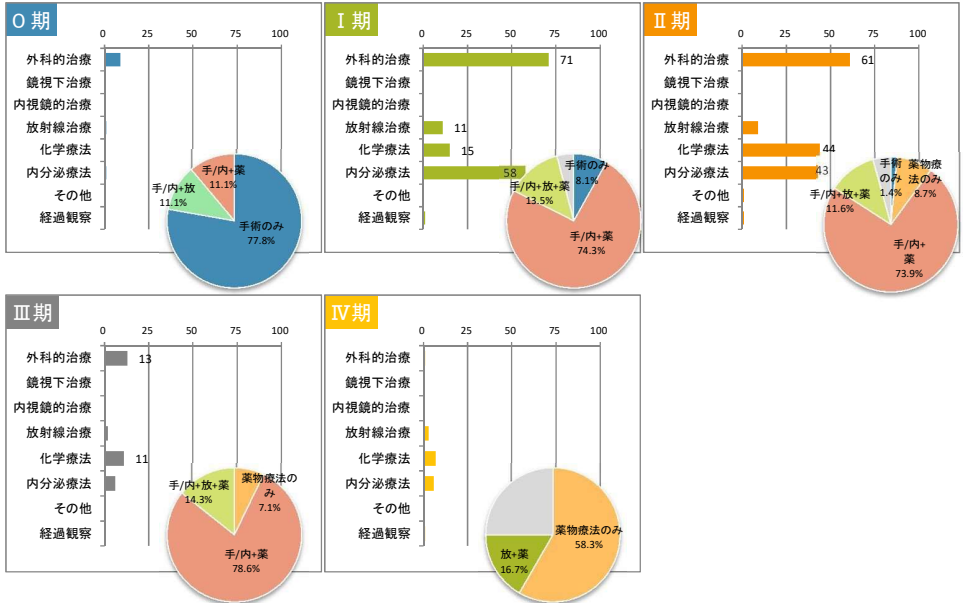 0 期
0 25 50 75 100
外科的治療
鏡視下治療
内視鏡的治療
放射線治療
化学療法
内分泌療法
その他
経過観察
手/内+薬
11.1%
手/内+放
11.1%
手術のみ
77.8%
Ⅰ期
0 25 50 75 100
外科的治療 71
鏡視下治療
内視鏡的治療
放射線治療 11
化学療法 15
内分泌療法 58
その他
経過観察
手術のみ
8.1%
手/内+放+薬
13.5%
手/内+薬
74.3%
Ⅱ期
0 25 50 75 100
外科的治療 61
鏡視下治療
内視鏡的治療
放射線治療
化学療法 44
内分泌療法 43
その他
経過観察
手術
のみ
1.4%
薬物療
法のみ
8.7%
手/内+放+薬
11.6%
手/内+
薬
73.9%
Ⅲ期
0 25 50 75 100
外科的治療 13
鏡視下治療
内視鏡的治療
放射線治療
化学療法 11
内分泌療法
その他
経過観察
手/内+放+薬
14.3%
薬物療法の
み
7.1%
手/内+薬
78.6%
Ⅳ期
0 25 50 75 100
外科的治療
鏡視下治療
内視鏡的治療
放射線治療
化学療法
内分泌療法
その他
経過観察
薬物療法のみ
58.3%
放+薬
16.7%